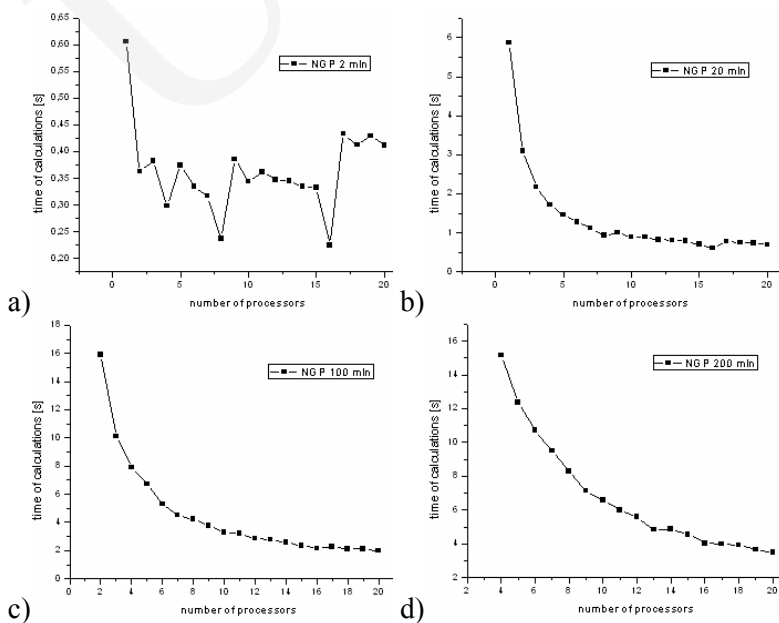 0,65
0,60
0,55
0,50
0,45
0,40
0,35
0,30
0,25
0,20
time of calculations [s]
NG P 2 mln
0 5 10 15 20
number of processors
a)
6
5
4
3
2
1
0
time of calculations [s]
NG P 20 mln
0 5 10 15 20
number of processors
b)
18
16
14
12
10
8
6
4
2
0
time of calculations [s]
NG P 100 mln
0 2 4 6 8 10 12 14 16 18 20
number of processors
c)
16
14
12
10
8
6
4
2
time of calculations [s]
NG P 200 mln
2 4 6 8 10 12 14 16 18 20
number of processors
d)